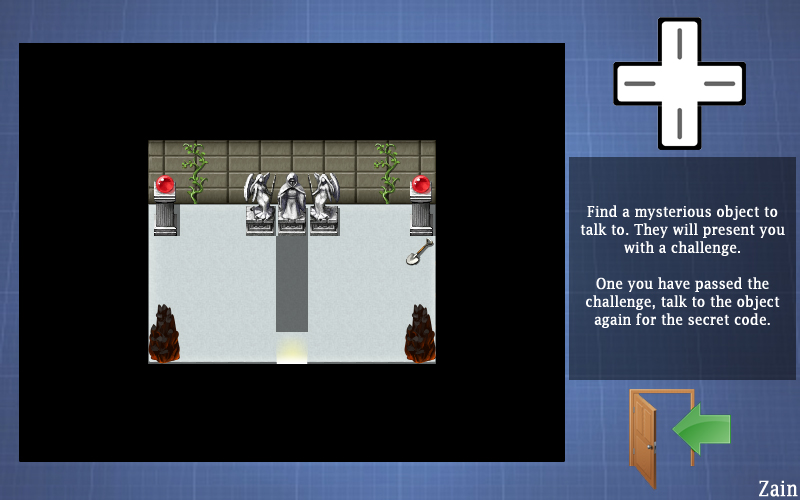 Find a mysterious object to
talk to. They will present you
with a challenge.
One you have passed the
challenge, talk to the object
again for the secret code.
Zain